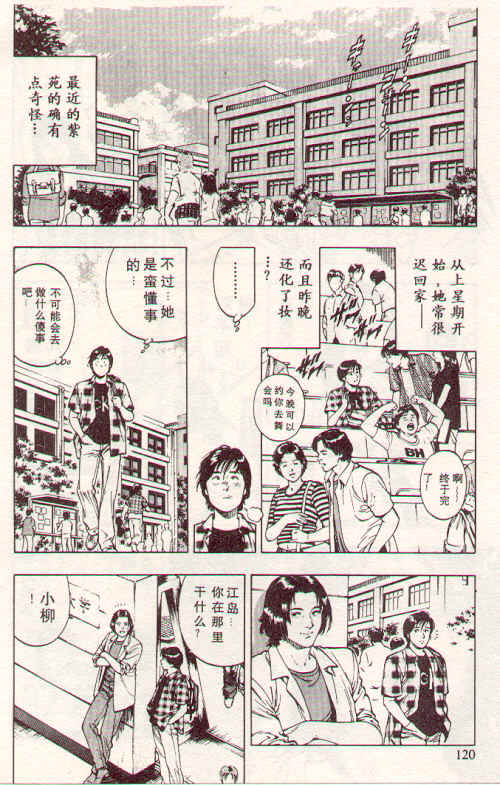 最近的紫
苑的确有
点奇怪…
从上星期开
始,她常很
迟回家——
而且昨晚
还化了妆
…?
啊…
终于完
了…
BH
今晚可以
约你去舞
会吗…
………
不过…她
是蛮懂事
的…
不可能会去
做什么傻事
吧…
江岛…
你在那里
干什么?
小柳
!
120